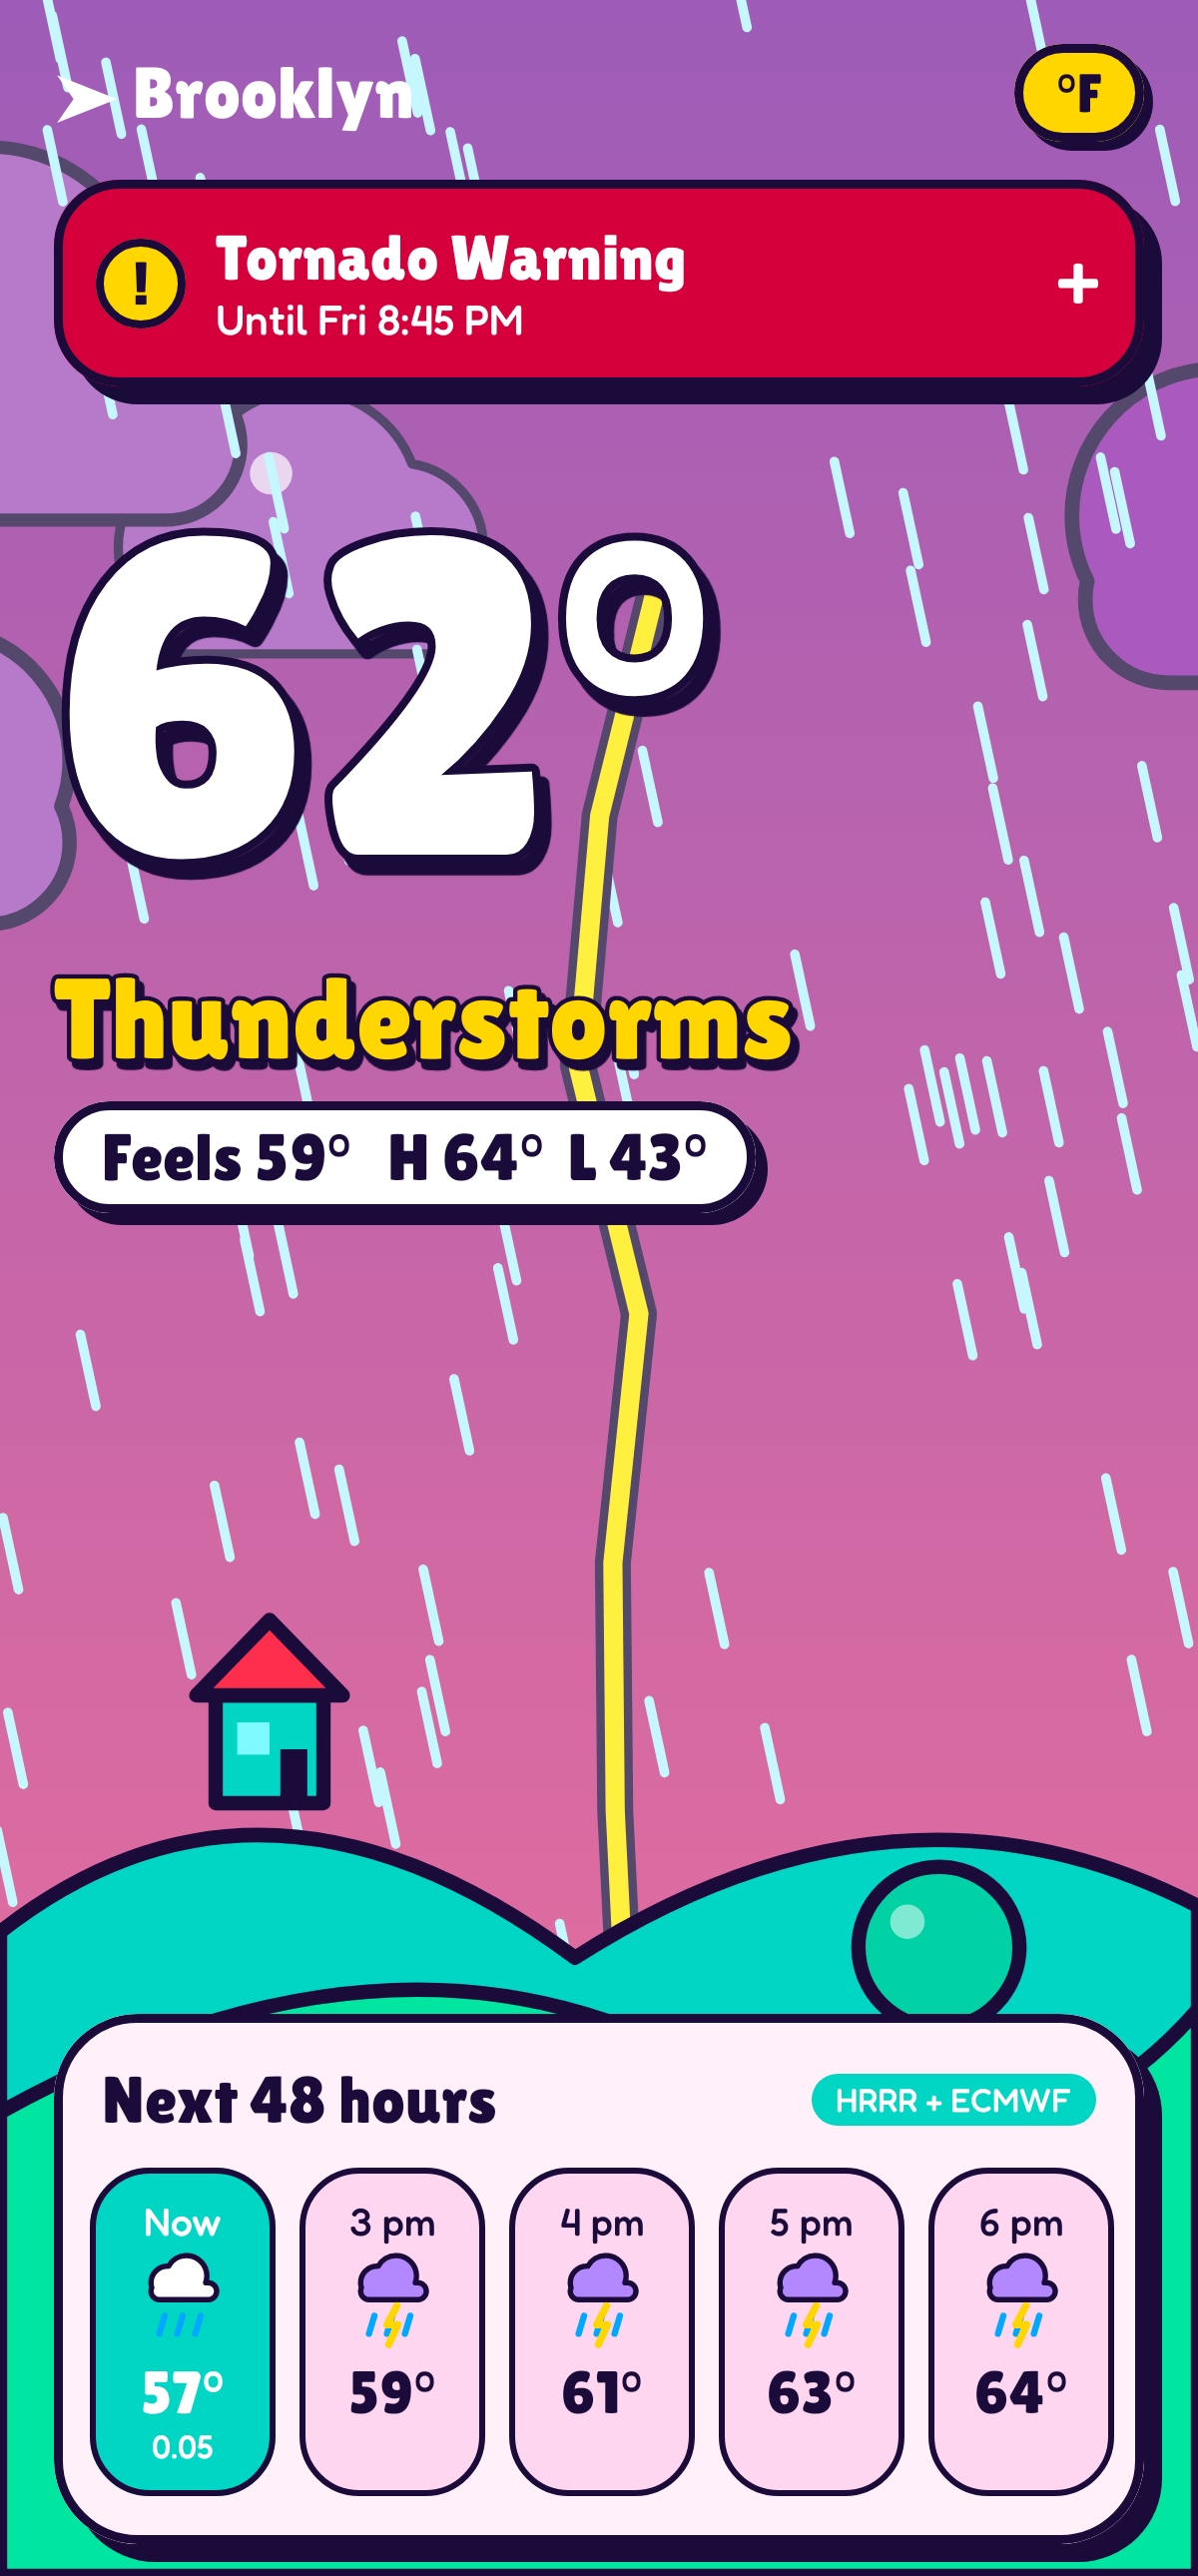 Brooklyn
°F
!
Tornado Warning
Until Fri 8:45 PM
+
62°
Thunderstorms
Feels 59° H 64° L 43°
Next 48 hours
HRRR + ECMWF
Now
57°
0.05
3 pm
59°
4 pm
61°
5 pm
63°
6 pm
64°